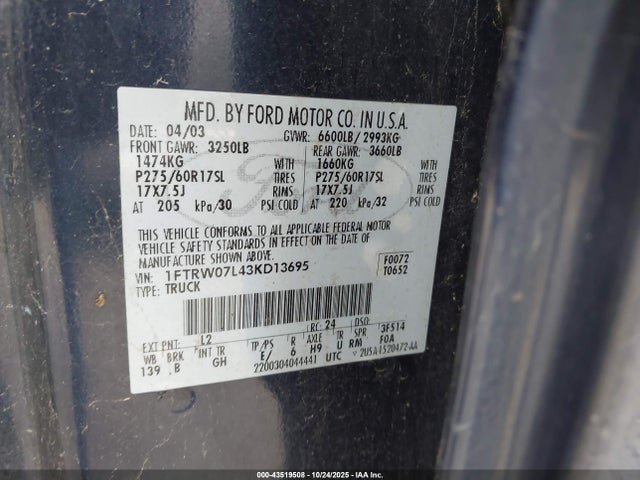 MFD. BY FORD MOTOR CO. IN U.S.A.
DATE: 04/03 GVWR: 6600LB/ 2993KG
FRONT GAWR: 3250LB REAR GAWR: 3660LB
1474KG WITH 1660KG WITH
P275/60R17SL TIRES P275/60R17SL TIRES
17X7.5J RIMS 17X7.5J RIMS
AT 205 kPa/30 PSI COLD AT 220 kPa/32 PSI COLD
THIS VEHICLE CONFORMS TO ALL APPLICABLE FEDERAL MOTOR
VEHICLE SAFETY STANDARDS IN EFFECT ON THE DATE OF
MANUFACTURE SHOWN ABOVE.
VIN: 1FTRW07L43KD13695 F0072
TYPE: TRUCK T0652
EXT PNT: L2 RC: 24 DSO: 3F514
WB BRK INT TR TP/PS R AXLE TR SPR F0A
139 B GH E/ 6 H9 U RM
2200304044441 UTC 2USA1520472AA
Ford
000-43519508 - 10/24/2025 - IAA Inc.